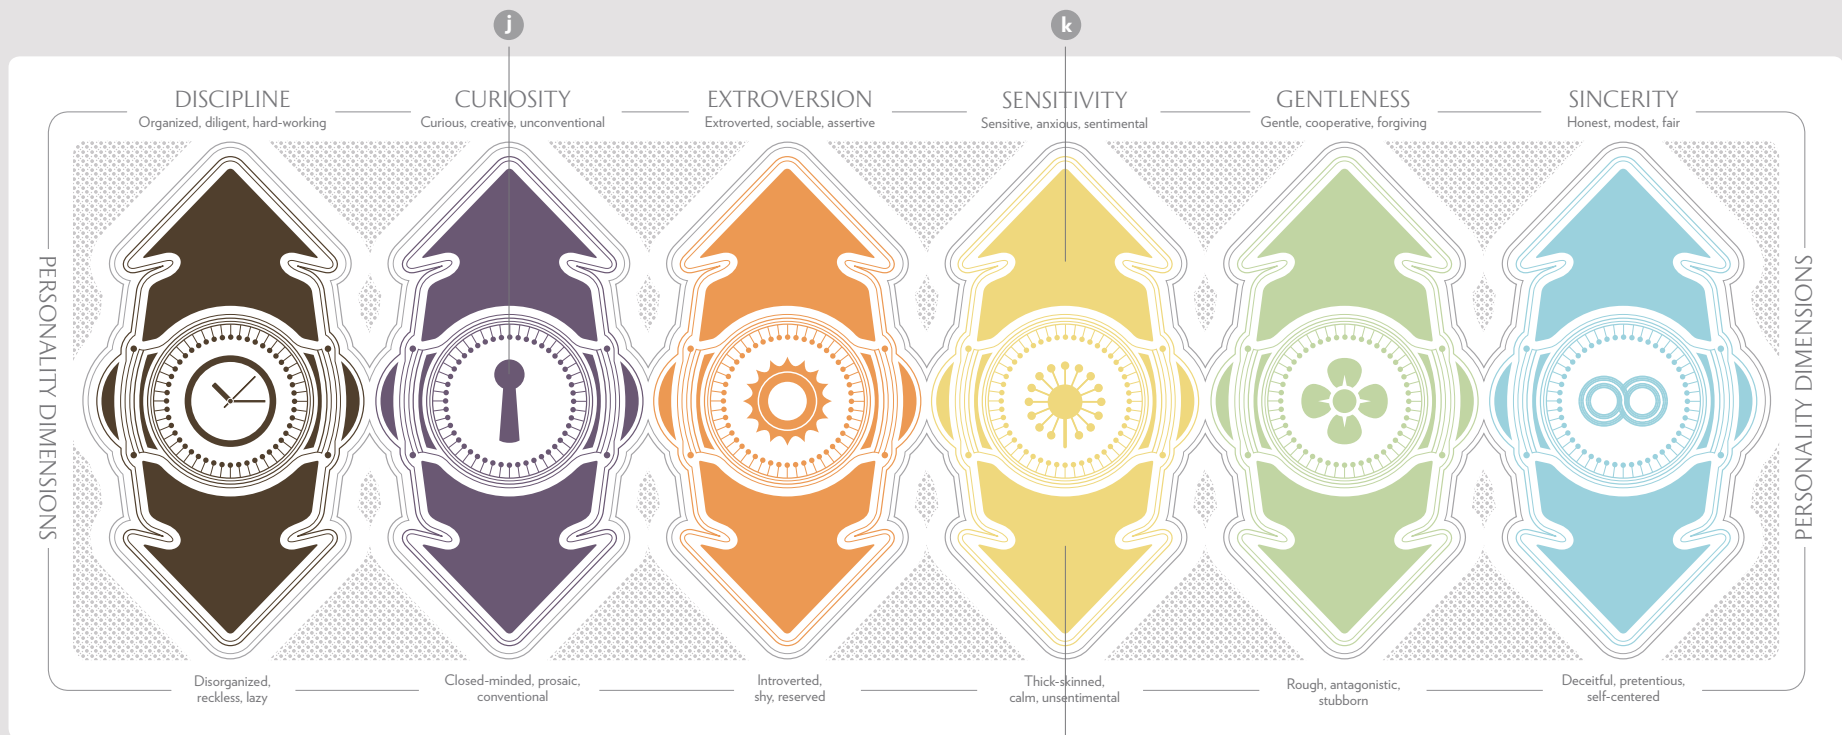 j
k
DISCIPLINE
Organized, diligent, hard-working
CURIOSITY
Curious, creative, unconventional
EXTROVERSION
Extroverted, sociable, assertive
SENSITIVITY
Sensitive, anxious, sentimental
GENTLENESS
Gentle, cooperative, forgiving
SINCERITY
Honest, modest, fair
PERSONALITY DIMENSIONS
PERSONALITY DIMENSIONS
Disorganized,
reckless, lazy
Closed-minded, prosaic,
conventional
Introverted,
shy, reserved
Thick-skinned,
calm, unsentimental
Rough, antagonistic,
stubborn
Deceitful, pretentious,
self-centered